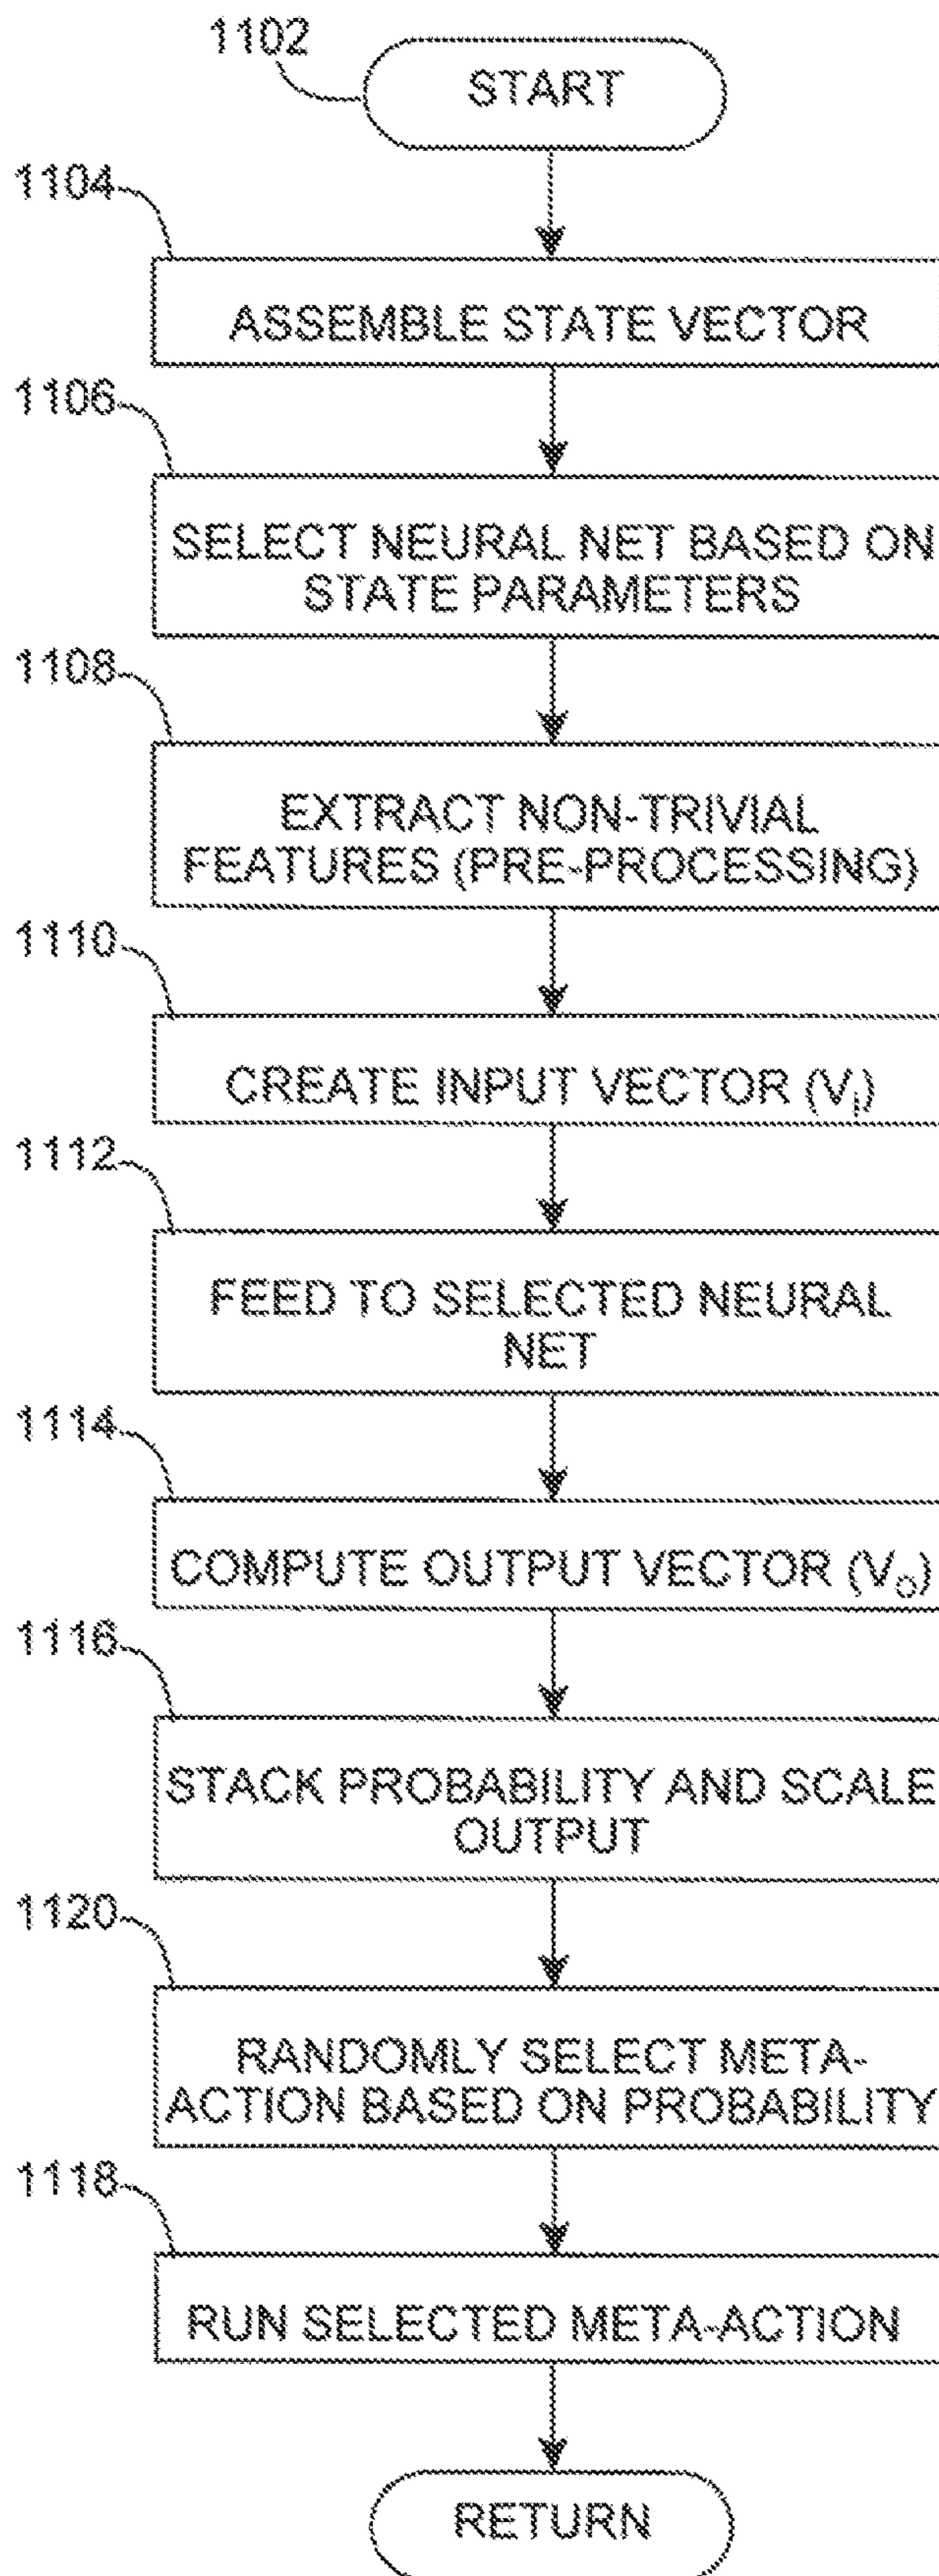 1102
START
1104
ASSEMBLE STATE VECTOR
1106
SELECT NEURAL NET BASED ON
STATE PARAMETERS
1108
EXTRACT NON-TRIVIAL
FEATURES (PRE-PROCESSING)
1110
CREATE INPUT VECTOR (V_I)
1112
FEED TO SELECTED NEURAL
NET
1114
COMPUTE OUTPUT VECTOR (V_O)
1116
STACK PROBABILITY AND SCALE
OUTPUT
1120
RANDOMLY SELECT META-
ACTION BASED ON PROBABILITY
1118
RUN SELECTED META-ACTION
RETURN